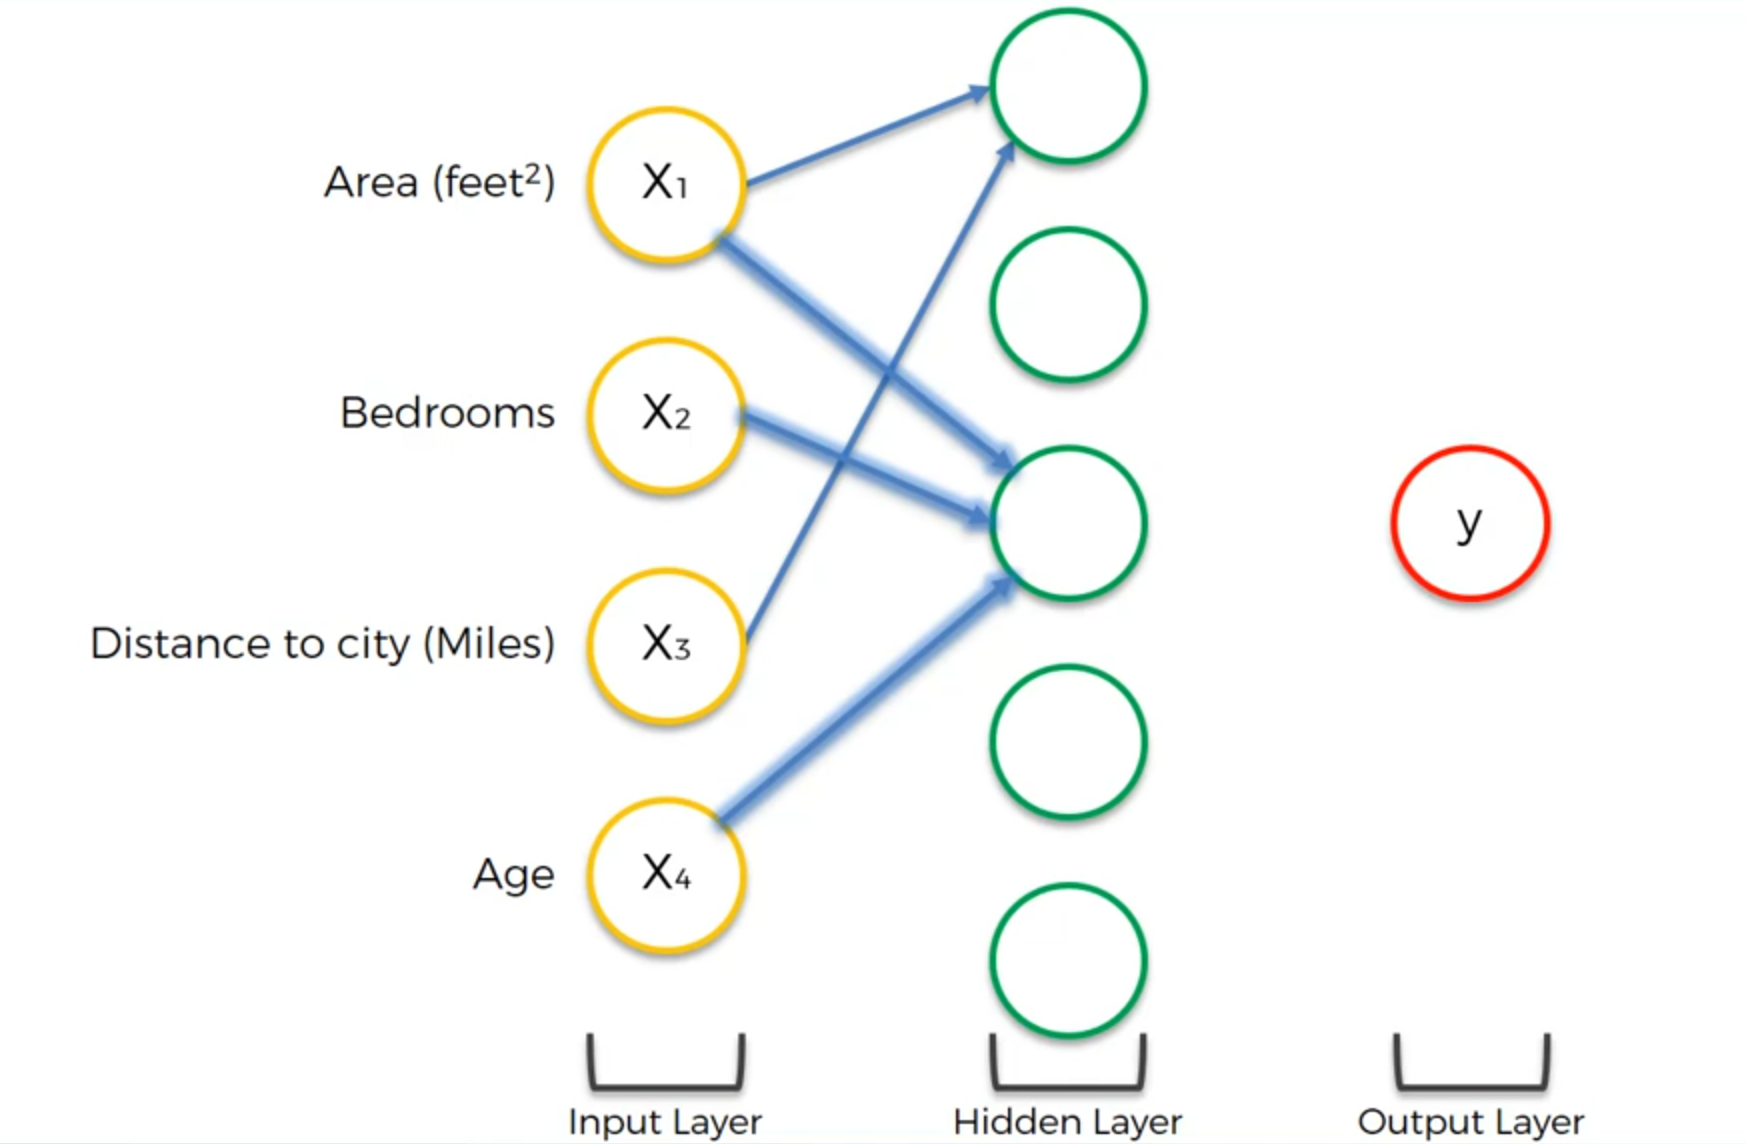 Area (feet²)
X₁
Bedrooms
X₂
Distance to city (Miles)
X₃
Age
X₄
y
Input Layer
Hidden Layer
Output Layer